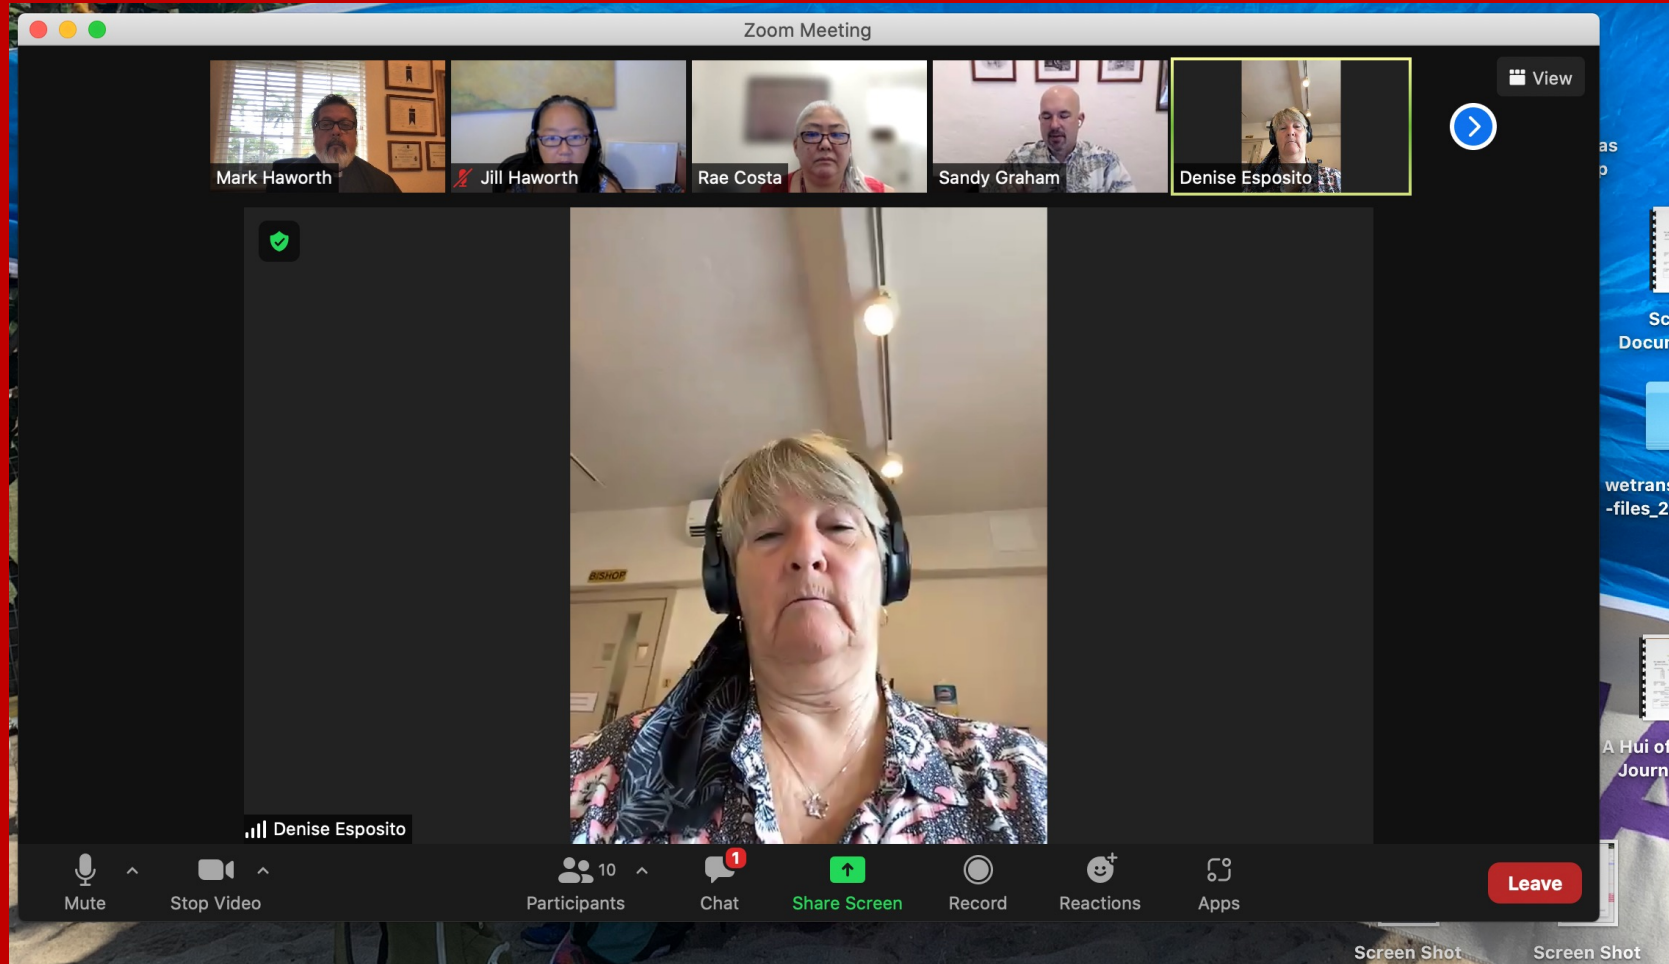 Zoom Meeting
View
Mark Haworth
Jill Haworth
Rae Costa
Sandy Graham
Denise Esposito
BISHOP
Denise Esposito
Mute
Stop Video
Participants
10
Chat
1
Share Screen
Record
Reactions
Apps
Leave
as
p
Sc
Docur
wetrans
-files_2
A Hui of
Journ
Screen Shot
Screen Shot